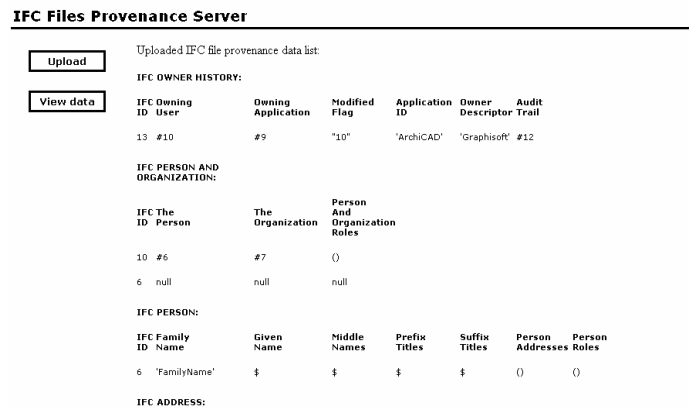 IFC Files Provenance Server
Upload
View data
Uploaded IFC file provenance data list:
IFC OWNER HISTORY:
IFC ID Owning User Owning Application Modified Flag Application ID Owner Descriptor Audit Trail
13 #10 #9 "10" 'ArchiCAD' 'Graphisoft' #12
IFC PERSON AND
ORGANIZATION:
IFC ID The Person The Organization Person And Organization Roles
10 #6 #7 ()
6 null null null
IFC PERSON:
IFC ID Family Name Given Name Middle Names Prefix Titles Suffix Titles Person Addresses Person Roles
6 'FamilyName' $ $ $ $ () ()
IFC ADDRESS: